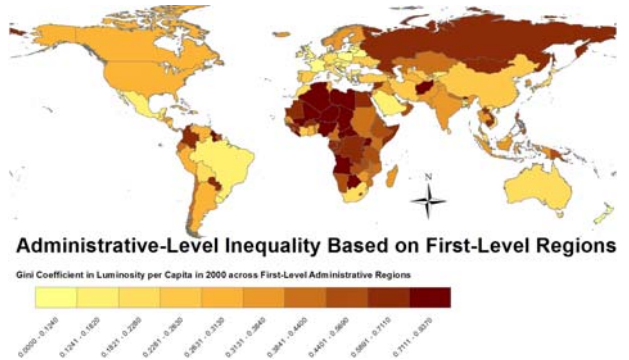 N
Administrative-Level Inequality Based on First-Level Regions
Gini Coefficient in Luminosity per Capita in 2000 across First-Level Administrative Regions
0.0000 - 0.1240
0.1241 - 0.1820
0.1821 - 0.2280
0.2281 - 0.2630
0.2631 - 0.3130
0.3131 - 0.3840
0.3841 - 0.4400
0.4401 - 0.5690
0.5691 - 0.7110
0.7111 - 0.9370